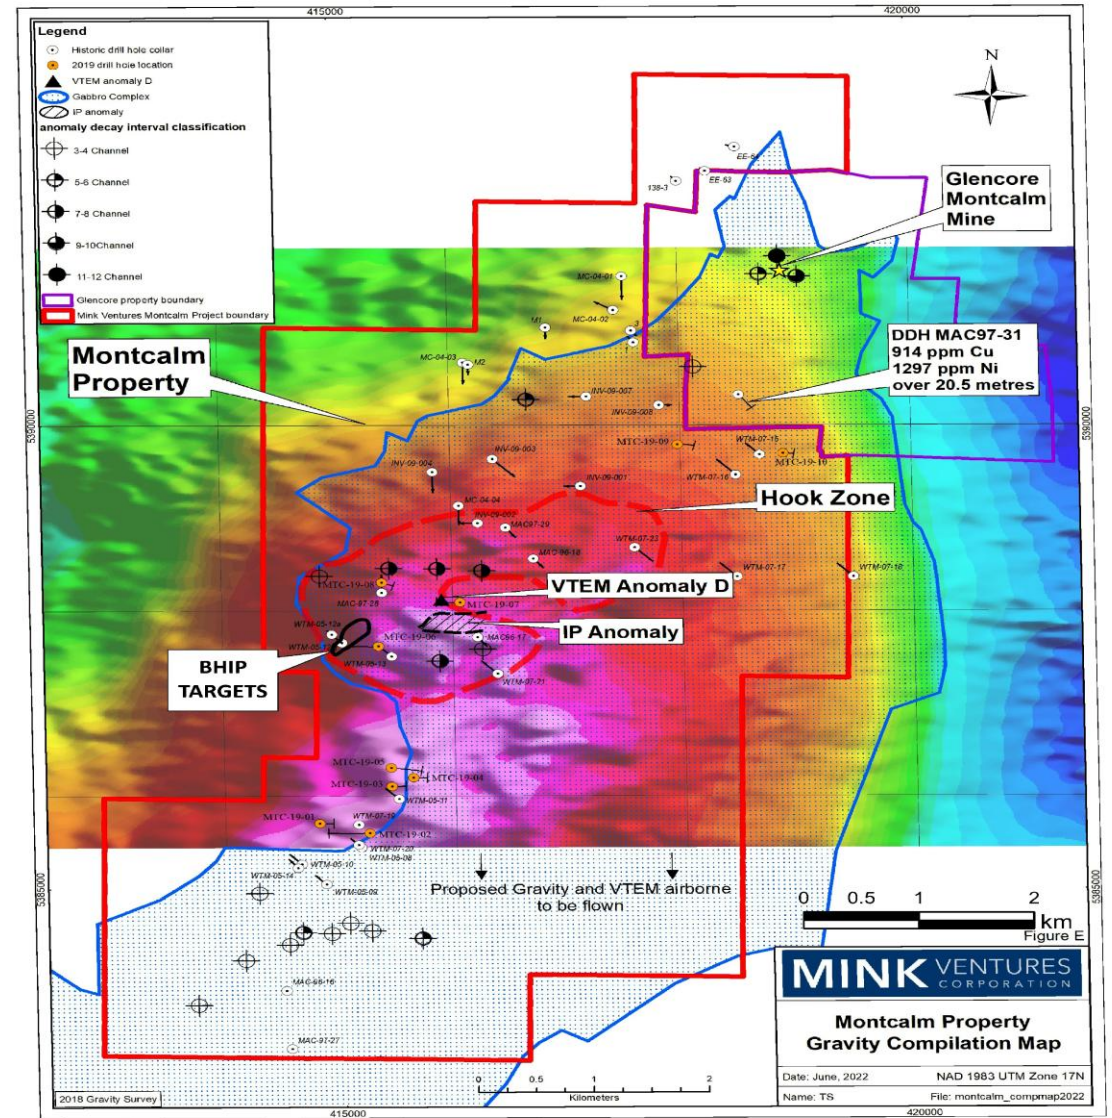 415000
420000
Legend
Historic drill hole collar
2019 drill hole location
VTEM anomaly D
Gabbro Complex
IP anomaly
anomaly decay interval classification
3-4 Channel
5-6 Channel
7-8 Channel
9-10Channel
11-12 Channel
Glencore property boundary
Mink Ventures Montcalm Project boundary
N
EE-63
138-3
Glencore
Montcalm
Mine
MC-04-01
MC-04-02
M1
3
MC-04-03
M2
DDH MAC97-31
914 ppm Cu
1297 ppm Ni
over 20.5 metres
Montcalm
Property
INV-09-007
INV-09-008
5390000
5390000
MTC-19-09
WTM-07-15
MTC-19-10
INV-09-003
INV-09-004
WTM-07-16
INV-09-001
Hook Zone
MC-04-04
INV-09-002
MAC97-29
WTM-07-22
MAC-96-18
WTM-07-17
WTM-07-18
MTC-19-08
VTEM Anomaly D
MAC-97-28
MTC-19-07
IP Anomaly
WTM-05-12a
MTC-19-06
MAC96-17
WTM-05-13
BHIP
TARGETS
WTM-07-21
MTC-19-05
MTC-19-04
MTC-19-03
WTM-05-11
MTC-19-01
WTM-07-19
MTC-19-02
WTM-07-20
WTM-05-08
WTM-05-10
WTM-05-14
WTM-05-09
Proposed Gravity and VTEM airborne
to be flown
5385000
5385000
0 0.5 1 2
km
Figure E
MINK VENTURES
CORPORATION
MAC-96-16
Montcalm Property
Gravity Compilation Map
MAC-97-27
Date: June, 2022 NAD 1983 UTM Zone 17N
Name: TS File: montcalm_compmap2022
0 0.5 1 2
Kilometers
2018 Gravity Survey
415000
420000